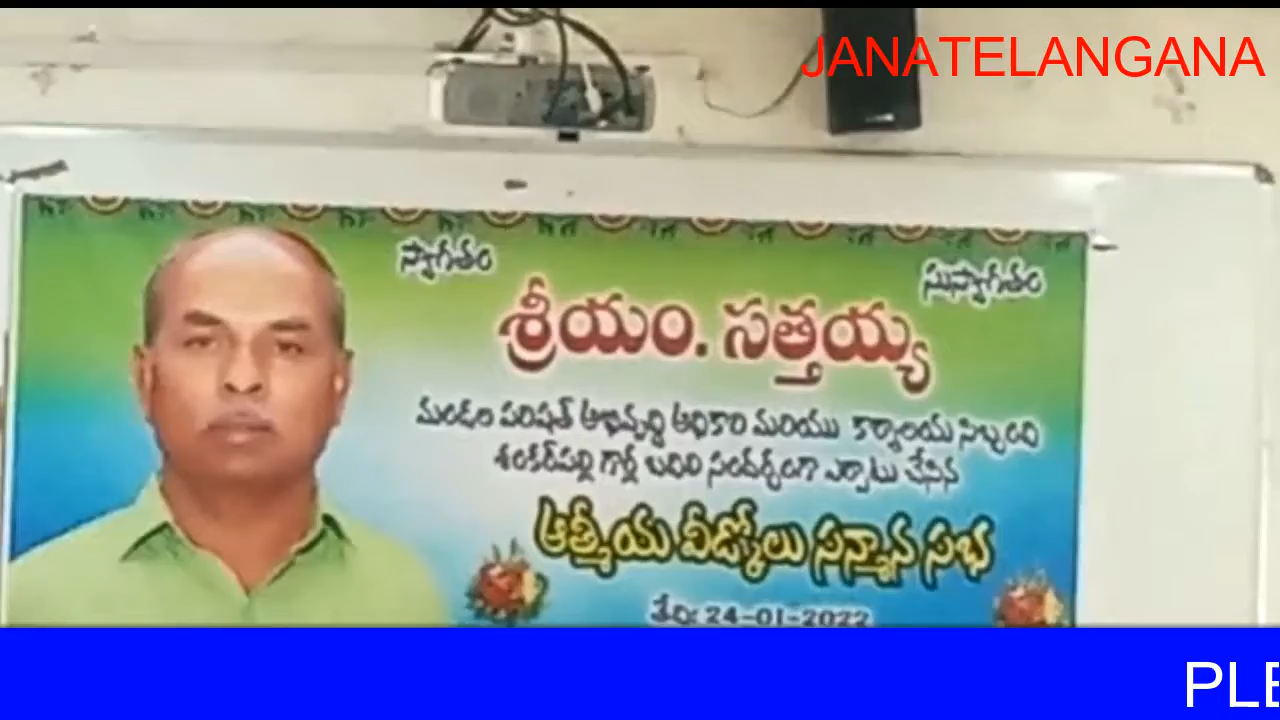 JANATELANGANA
స్వాగతం
సుస్వాగతం
శ్రీయం. సత్తయ్య
మండల పరిషత్ అభివృద్ధి అధికారి మరియు కార్యాలయ సిబ్బంది
శంకర్‌పల్లి గార్ల బదిలి సందర్భంగా ఎర్పాటు చేసిన
ఆత్మీయ వీడ్కోలు సన్మాన సభ
తేది: 24-01-2022
PLE